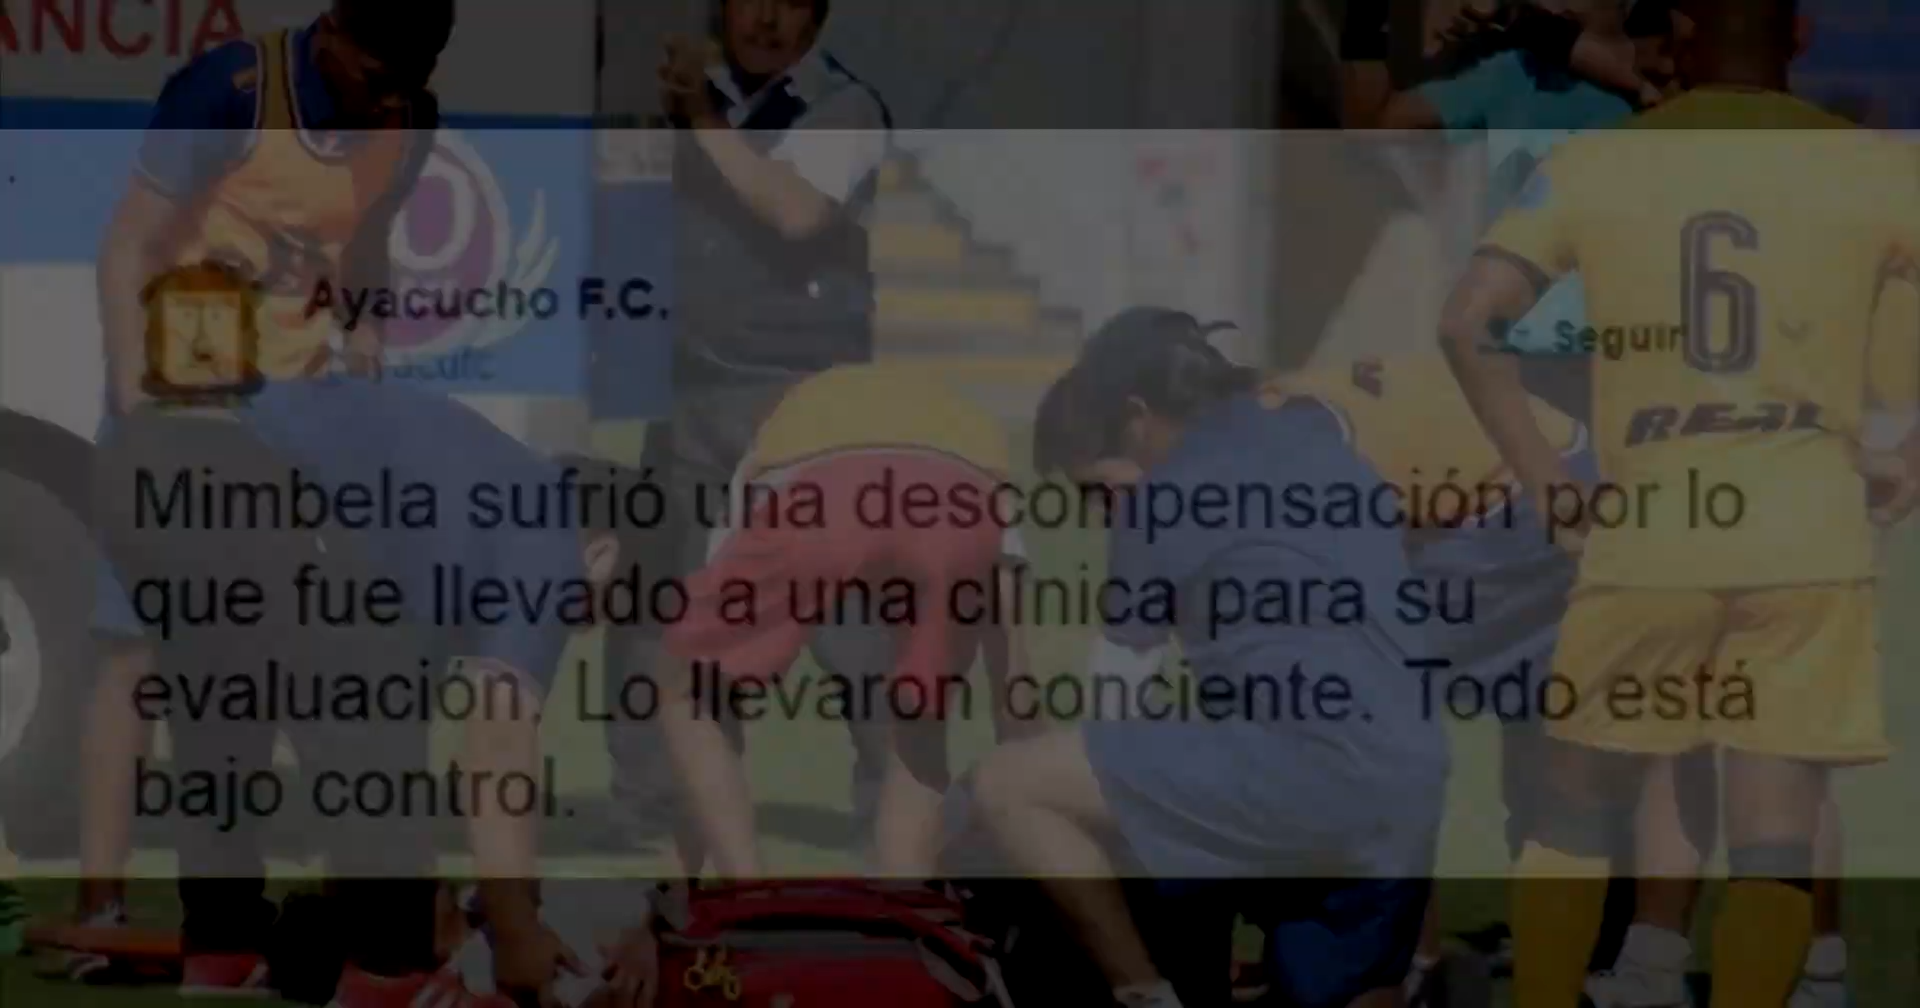 ANCIA
Ayacucho F.C.
Seguir
6
REAL
Mimbela sufrió una descompensación por lo
que fue llevado a una clínica para su
evaluación. Lo llevaron conciente. Todo está
bajo control.